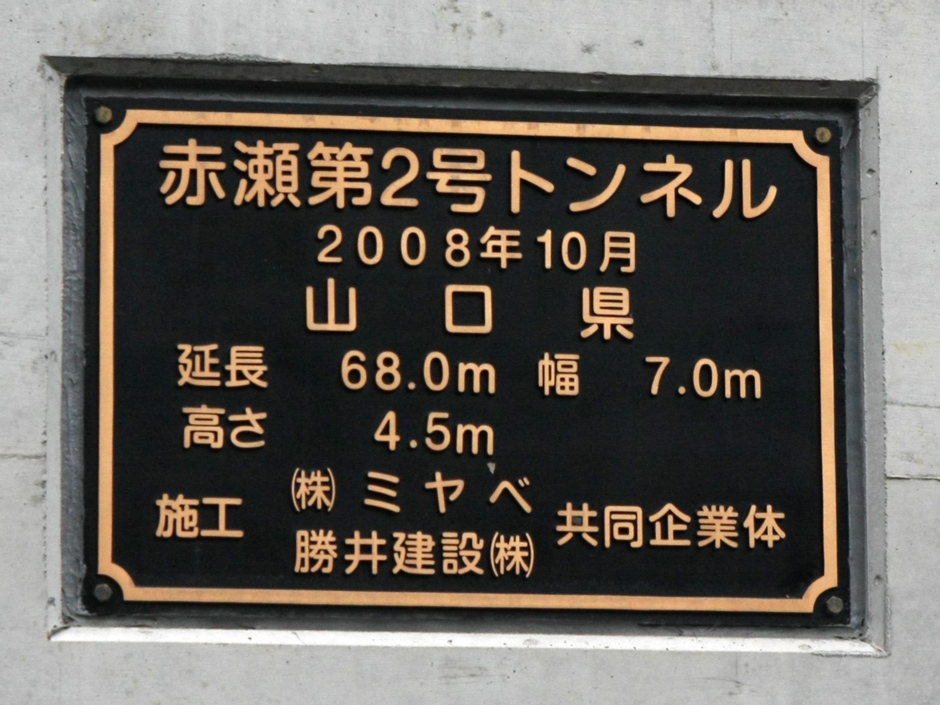 赤瀬第2号トンネル
2008年10月
山口県
延長 68.0m 幅 7.0m
高さ 4.5m
施工 ㈱ミヤベ 共同企業体
勝井建設㈱